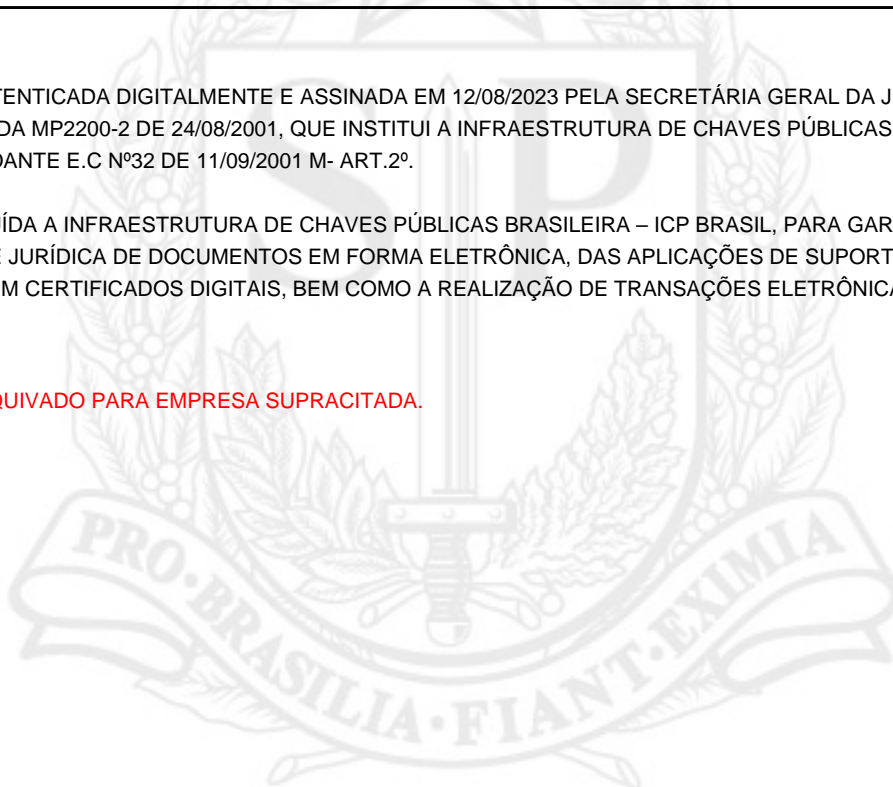 TENTICADA DIGITALMENTE E ASSINADA EM 12/08/2023 PELA SECRETÁRIA GERAL DA J
DA MP2200-2 DE 24/08/2001, QUE INSTITUI A INFRAESTRUTURA DE CHAVES PÚBLICAS
DANTE E.C Nº32 DE 11/09/2001 M- ART.2º.
UÍDA A INFRAESTRUTURA DE CHAVES PÚBLICAS BRASILEIRA – ICP BRASIL, PARA GAR
E JURÍDICA DE DOCUMENTOS EM FORMA ELETRÔNICA, DAS APLICAÇÕES DE SUPORT
EM CERTIFICADOS DIGITAIS, BEM COMO A REALIZAÇÃO DE TRANSAÇÕES ELETRÔNICA
QUIVADO PARA EMPRESA SUPRACITADA.
SP
PRO·BRASILIA·FIANT·EXIMIA